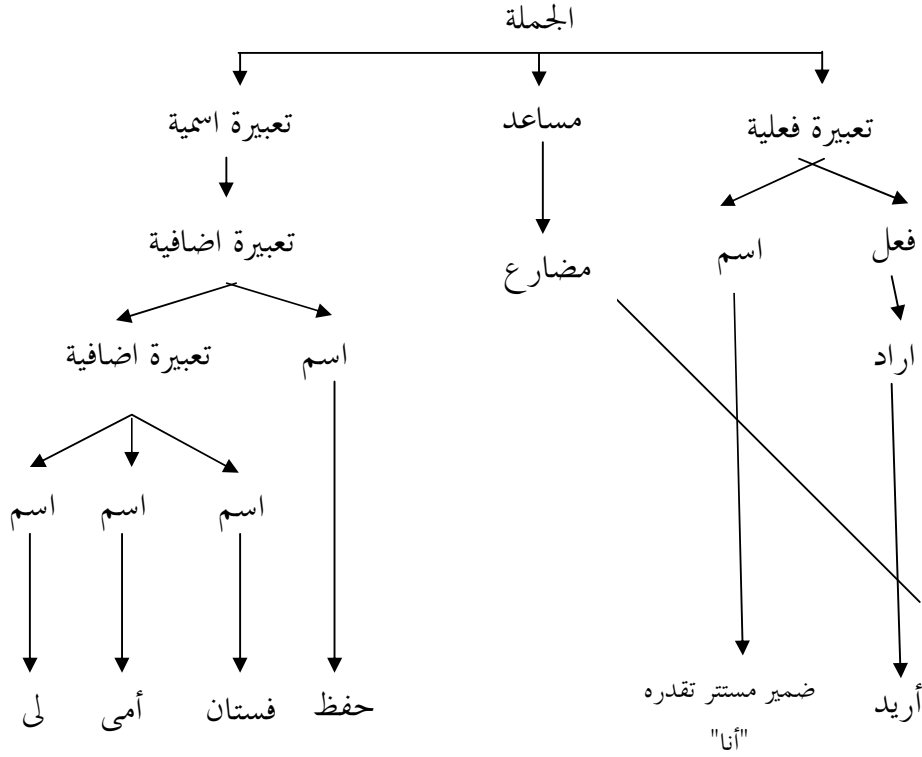 الجملة
تعبيرة فعلية مساعد تعبيرة اسمية
فعل اسم مضارع تعبيرة اضافية
اراد اسم تعبيرة اضافية
اسم اسم اسم
أريد ضمير مستتر تقدره حفظ فستان أمى لى
"أنا"